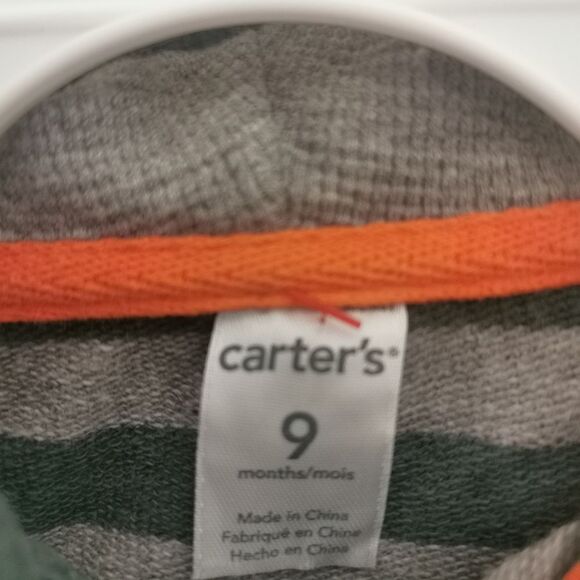 carter's®
9
months/mois
Made in China
Fabriqué en Chine
Hecho en China